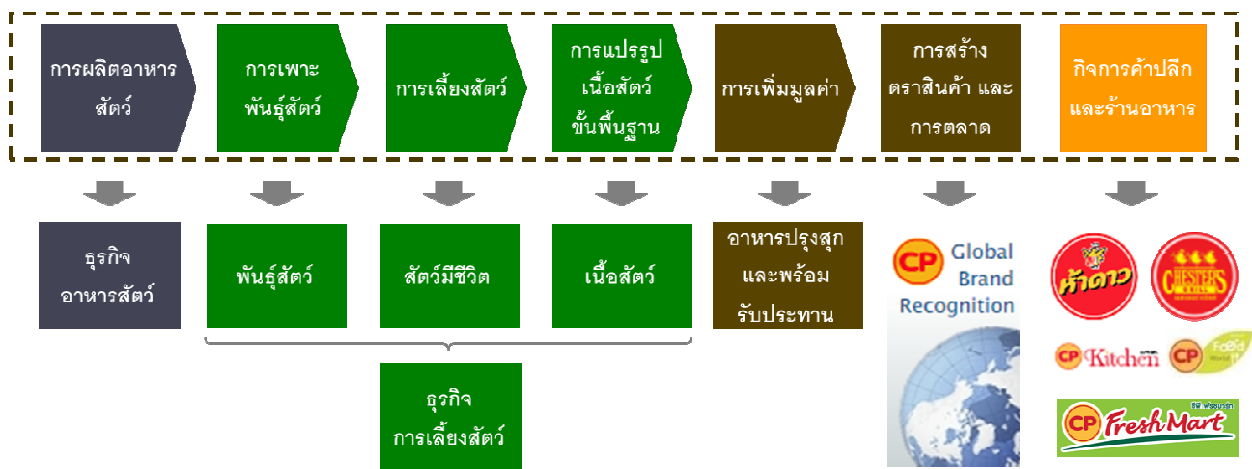 การผลิตอาหาร
สัตว์
การเพาะ
พันธุ์สัตว์
การเลี้ยงสัตว์
การแปรรูป
เนื้อสัตว์
ขั้นพื้นฐาน
การเพิ่มมูลค่า
การสร้าง
ตราสินค้า และ
การตลาด
กิจการค้าปลีก
และร้านอาหาร
ธุรกิจ
อาหารสัตว์
พันธุ์สัตว์
สัตว์มีชีวิต
เนื้อสัตว์
อาหารปรุงสุก
และพร้อม
รับประทาน
CP Global
Brand
Recognition
ห้าดาว
CHESTER'S
GRILL
CP Kitchen
CP Food
World
CP FreshMart
ซีพี เฟรชมาร์ท
ธุรกิจ
การเลี้ยงสัตว์